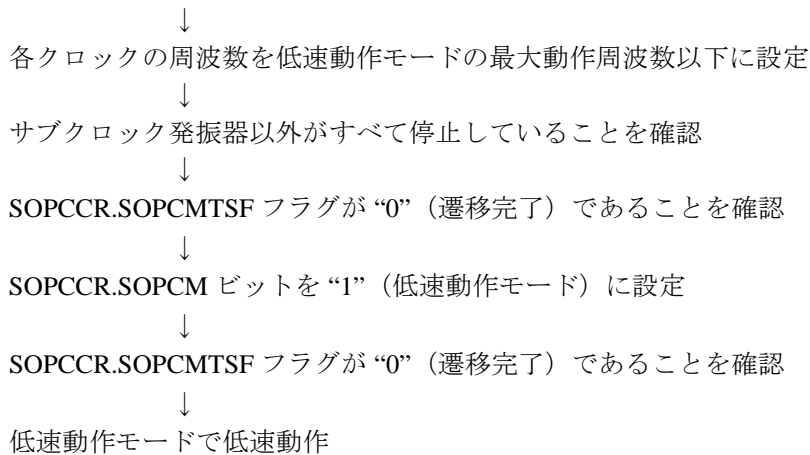 ↓
各クロックの周波数を低速動作モードの最大動作周波数以下に設定
↓
サブクロック発振器以外がすべて停止していることを確認
↓
SOPCCR.SOPCMTSF フラグが “0”（遷移完了）であることを確認
↓
SOPCCR.SOPCM ビットを “1”（低速動作モード）に設定
↓
SOPCCR.SOPCMTSF フラグが “0”（遷移完了）であることを確認
↓
低速動作モードで低速動作